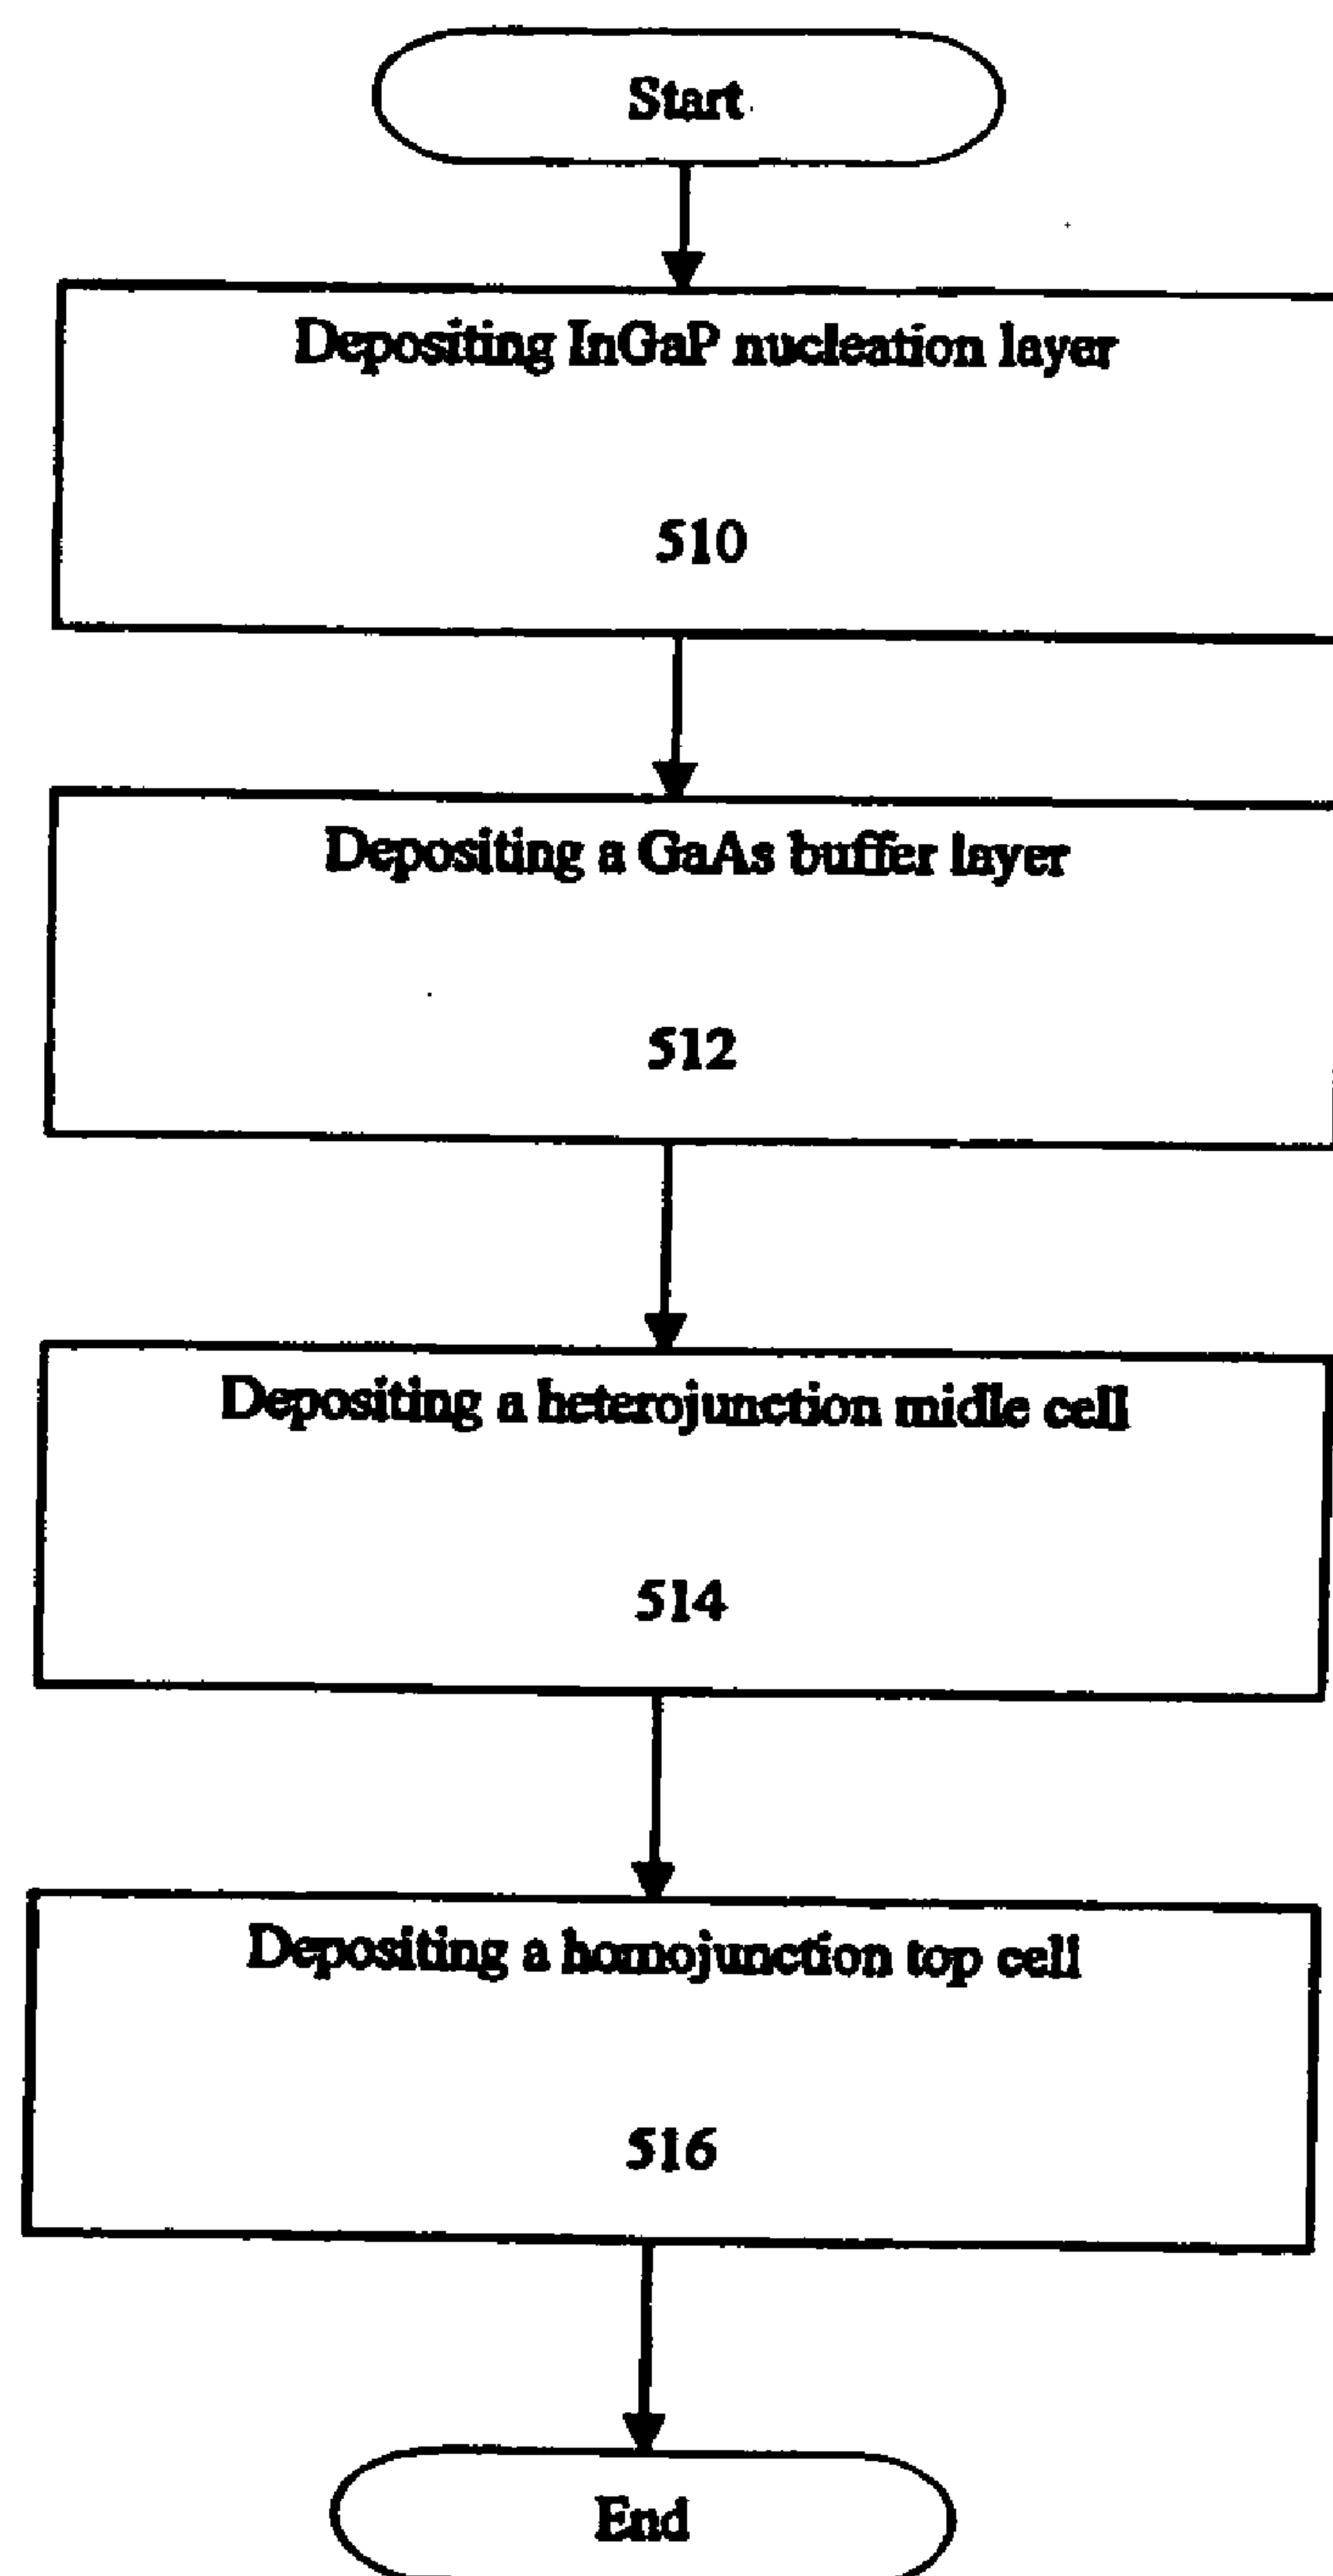 Start
Depositing InGaP nucleation layer
510
Depositing a GaAs buffer layer
512
Depositing a heterojunction midle cell
514
Depositing a homojunction top cell
516
End